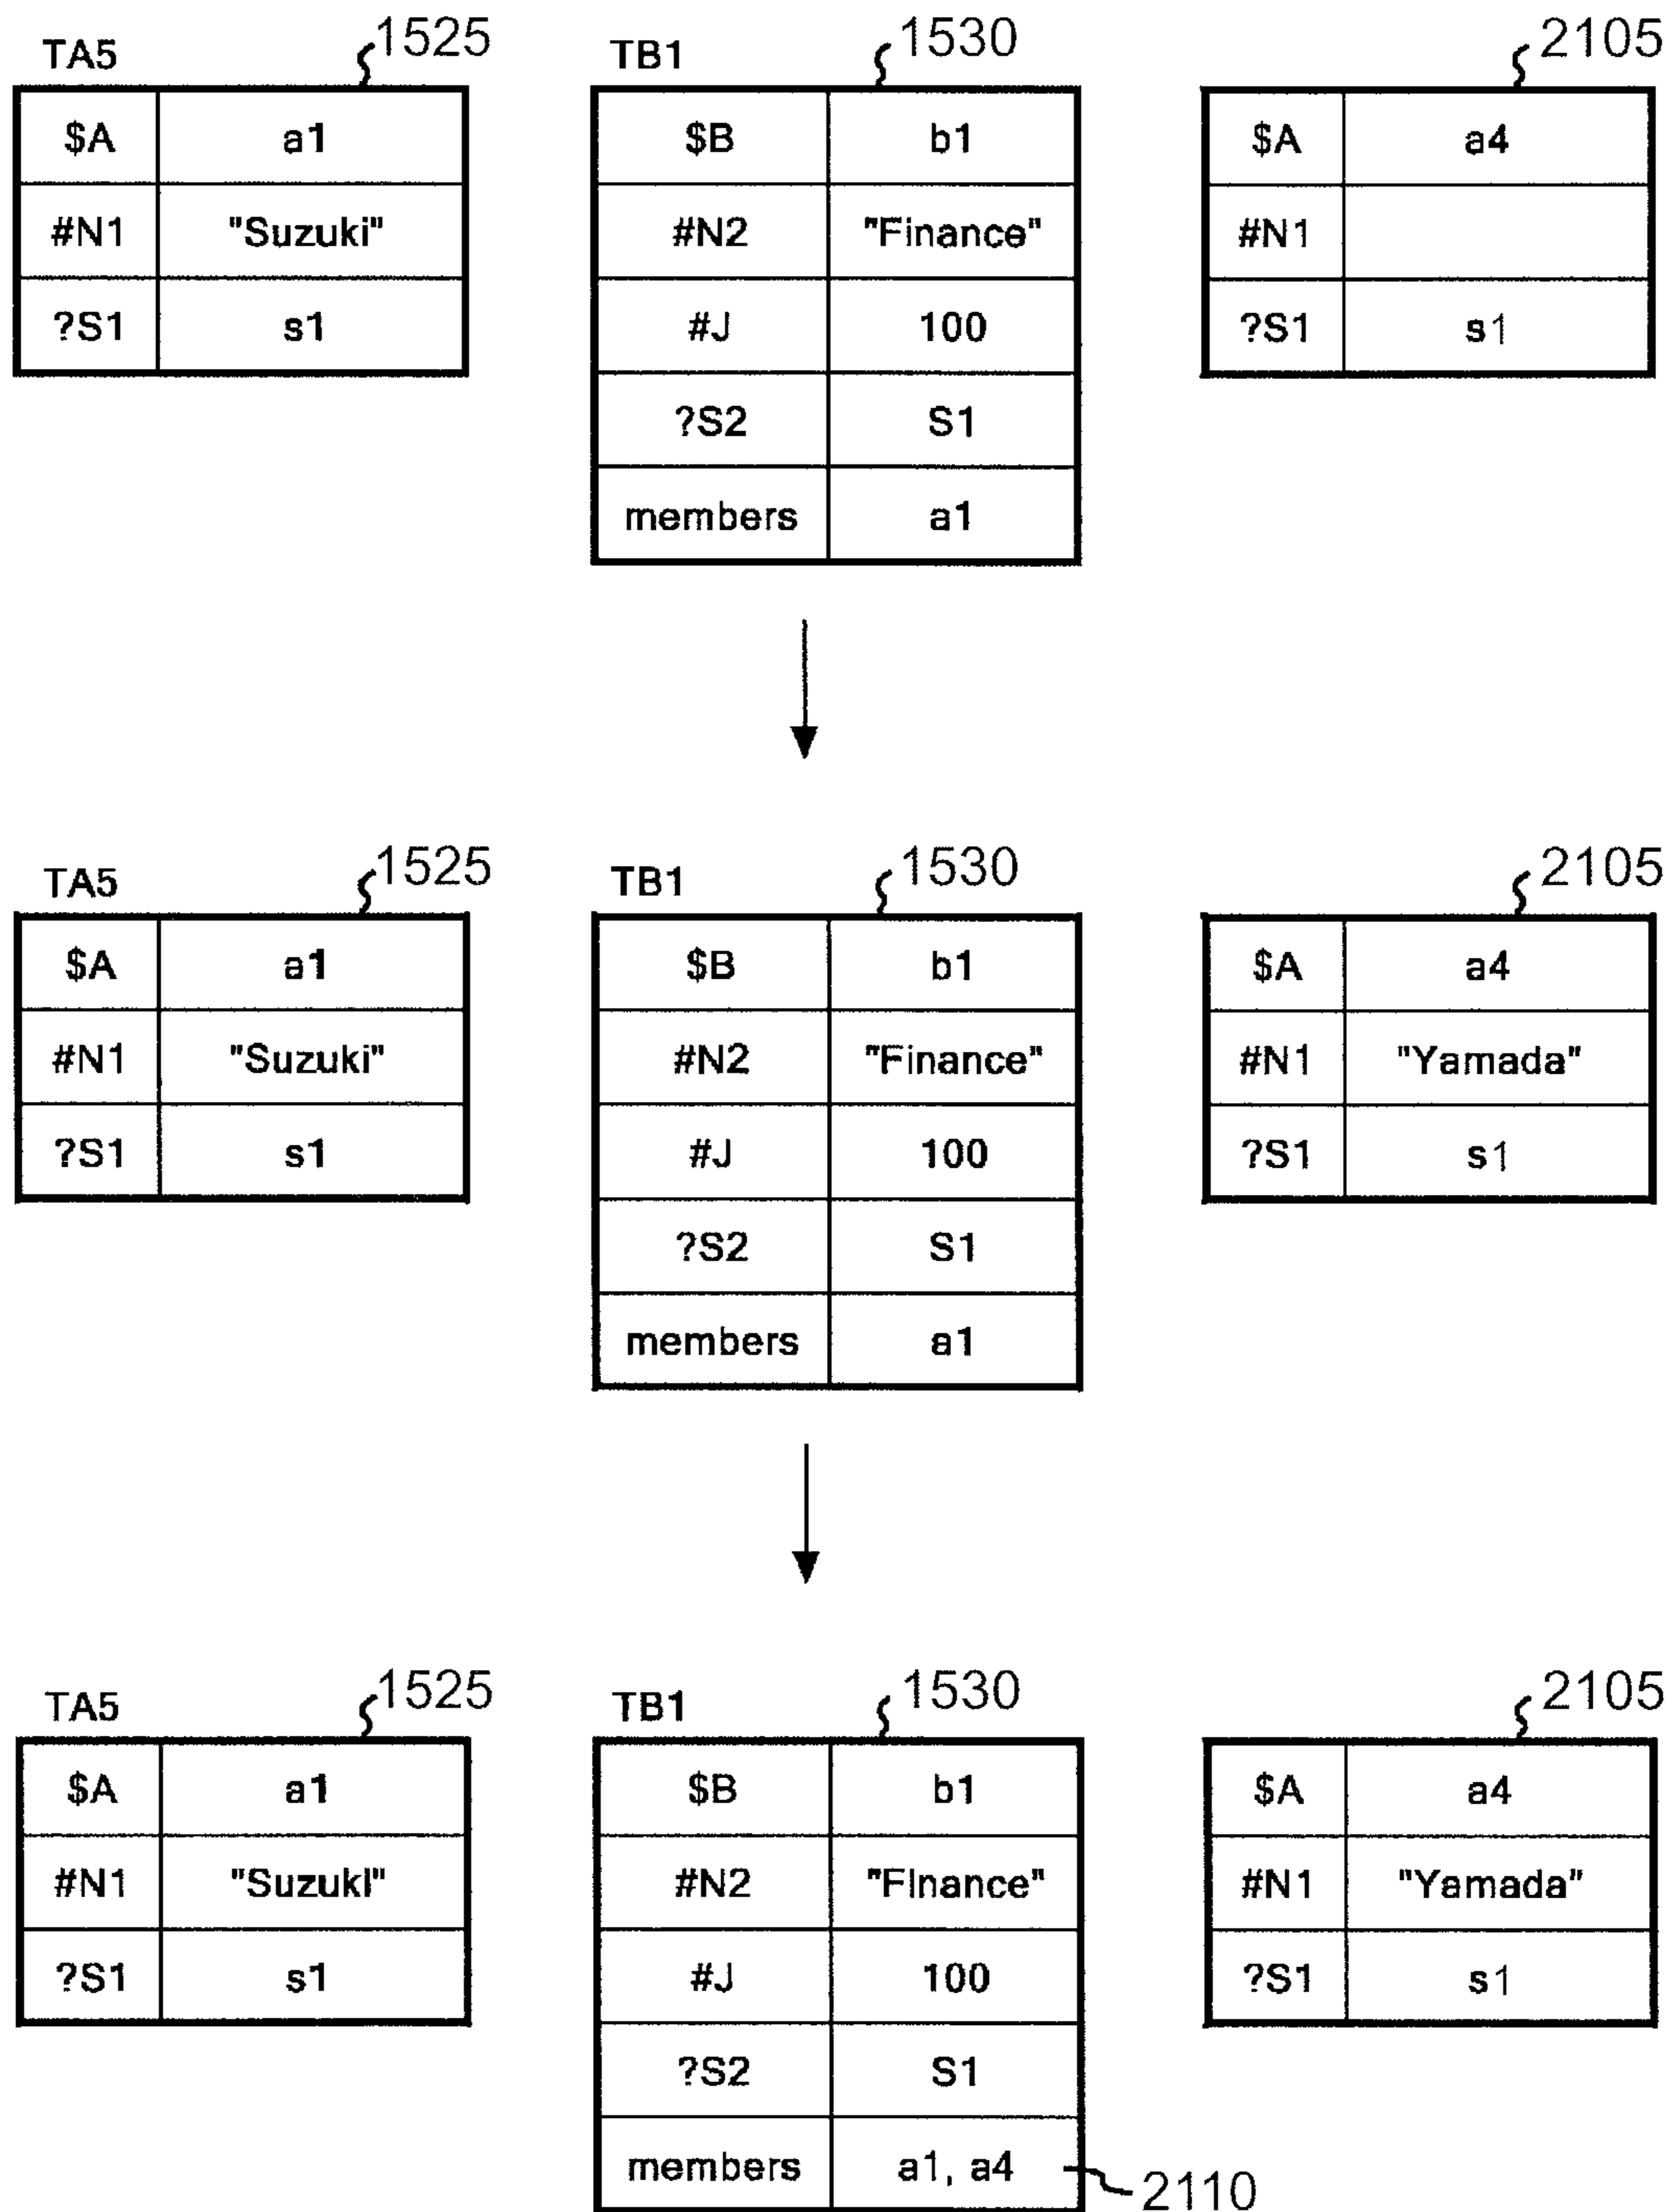 TA5 1525
$A a1
#N1 "Suzuki"
?S1 s1
TB1 1530
$B b1
#N2 "Finance"
#J 100
?S2 S1
members a1
2105
$A a4
#N1
?S1 s1
TA5 1525
$A a1
#N1 "Suzuki"
?S1 s1
TB1 1530
$B b1
#N2 "Finance"
#J 100
?S2 S1
members a1
2105
$A a4
#N1 "Yamada"
?S1 s1
TA5 1525
$A a1
#N1 "Suzuki"
?S1 s1
TB1 1530
$B b1
#N2 "Finance"
#J 100
?S2 S1
members a1, a4
2110
2105
$A a4
#N1 "Yamada"
?S1 s1